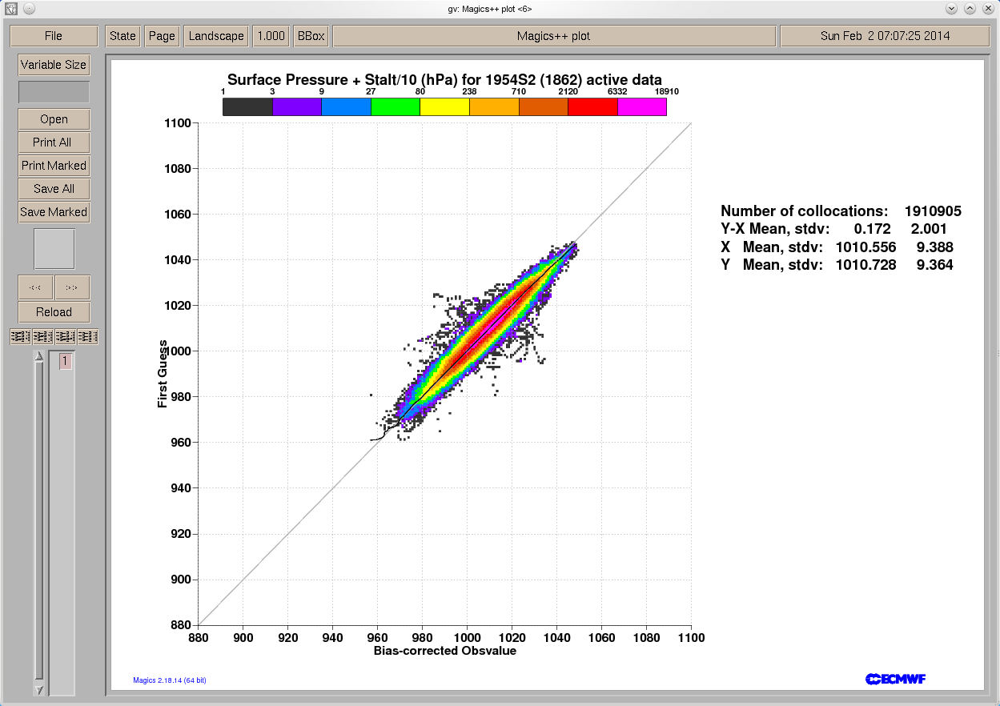 gv: Magics++ plot <6>
File State Page Landscape 1.000 BBox Magics++ plot Sun Feb 2 07:07:25 2014
Variable Size
Open
Print All
Print Marked
Save All
Save Marked
<< >>
Reload
1
Surface Pressure + Stalt/10 (hPa) for 1954S2 (1862) active data
1 3 9 27 80 238 710 2120 6332 18910
1100
1080
1060
1040
1020
1000
980
960
940
920
900
880
First Guess
880 900 920 940 960 980 1000 1020 1040 1060 1080 1100
Bias-corrected Obsvalue
Number of collocations: 1910905
Y-X Mean, stdv: 0.172 2.001
X Mean, stdv: 1010.556 9.388
Y Mean, stdv: 1010.728 9.364
Magics 2.18.14 (64 bit)
ECMWF